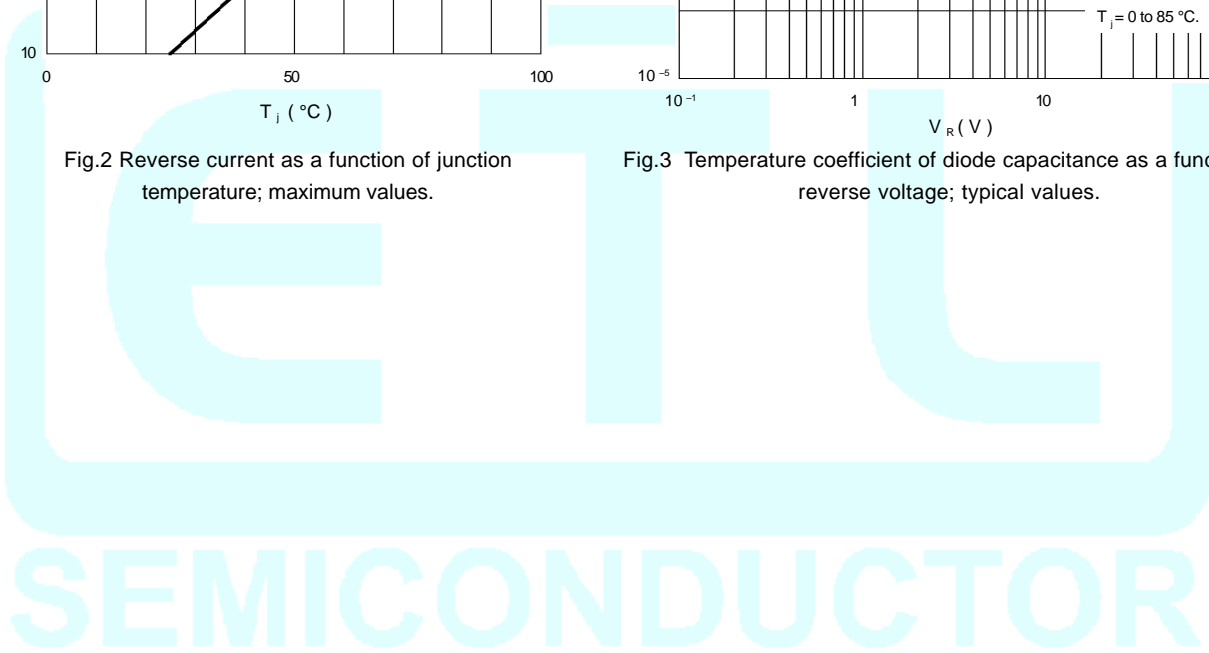 T j = 0 to 85 °C.
10
0 50 100
10 –5
10 –1 1 10
T j ( °C )
V R ( V )
Fig.2 Reverse current as a function of junction
temperature; maximum values.
Fig.3 Temperature coefficient of diode capacitance as a func
reverse voltage; typical values.
ETL
SEMICONDUCTOR